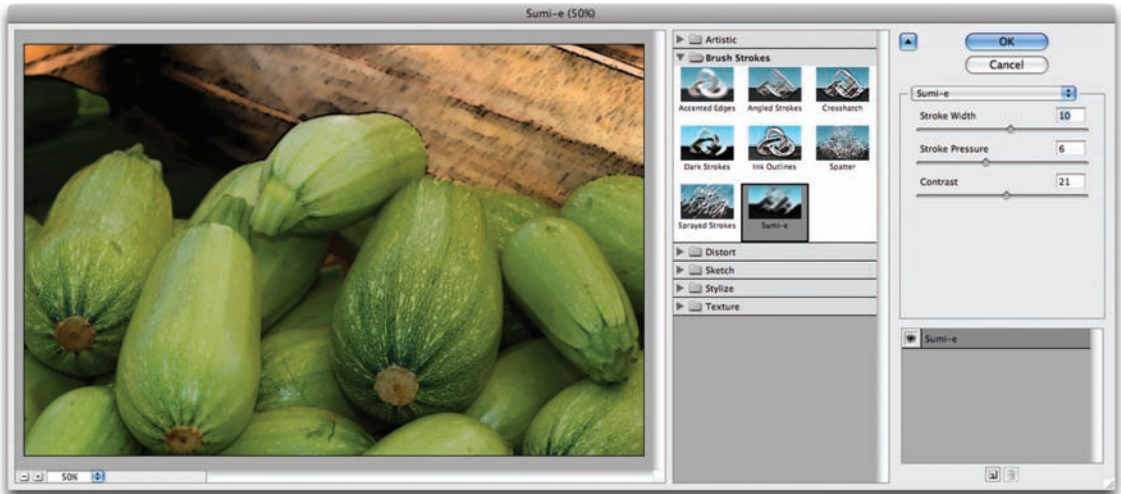 Sumi-e (50%)
Artistic
Brush Strokes
Accented Edges Angled Strokes Crosshatch
Dark Strokes Ink Outlines Spatter
Sprayed Strokes Sumi-e
Distort
Sketch
Stylize
Texture
50%
OK
Cancel
Sumi-e
Stroke Width 10
Stroke Pressure 6
Contrast 21
Sumi-e